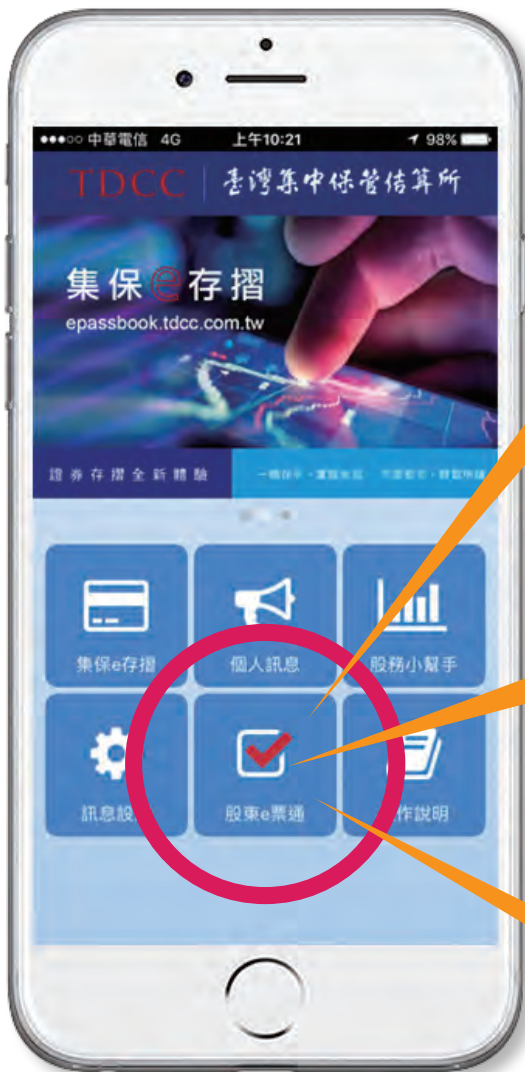 中華電信 4G 上午10:21 98%
TDCC 臺灣集中保管結算所
集保e存摺
epassbook.tdcc.com.tw
證券存摺全新體驗
集保e存摺 個人訊息 股務小幫手
訊息設 股東e票通 作說明